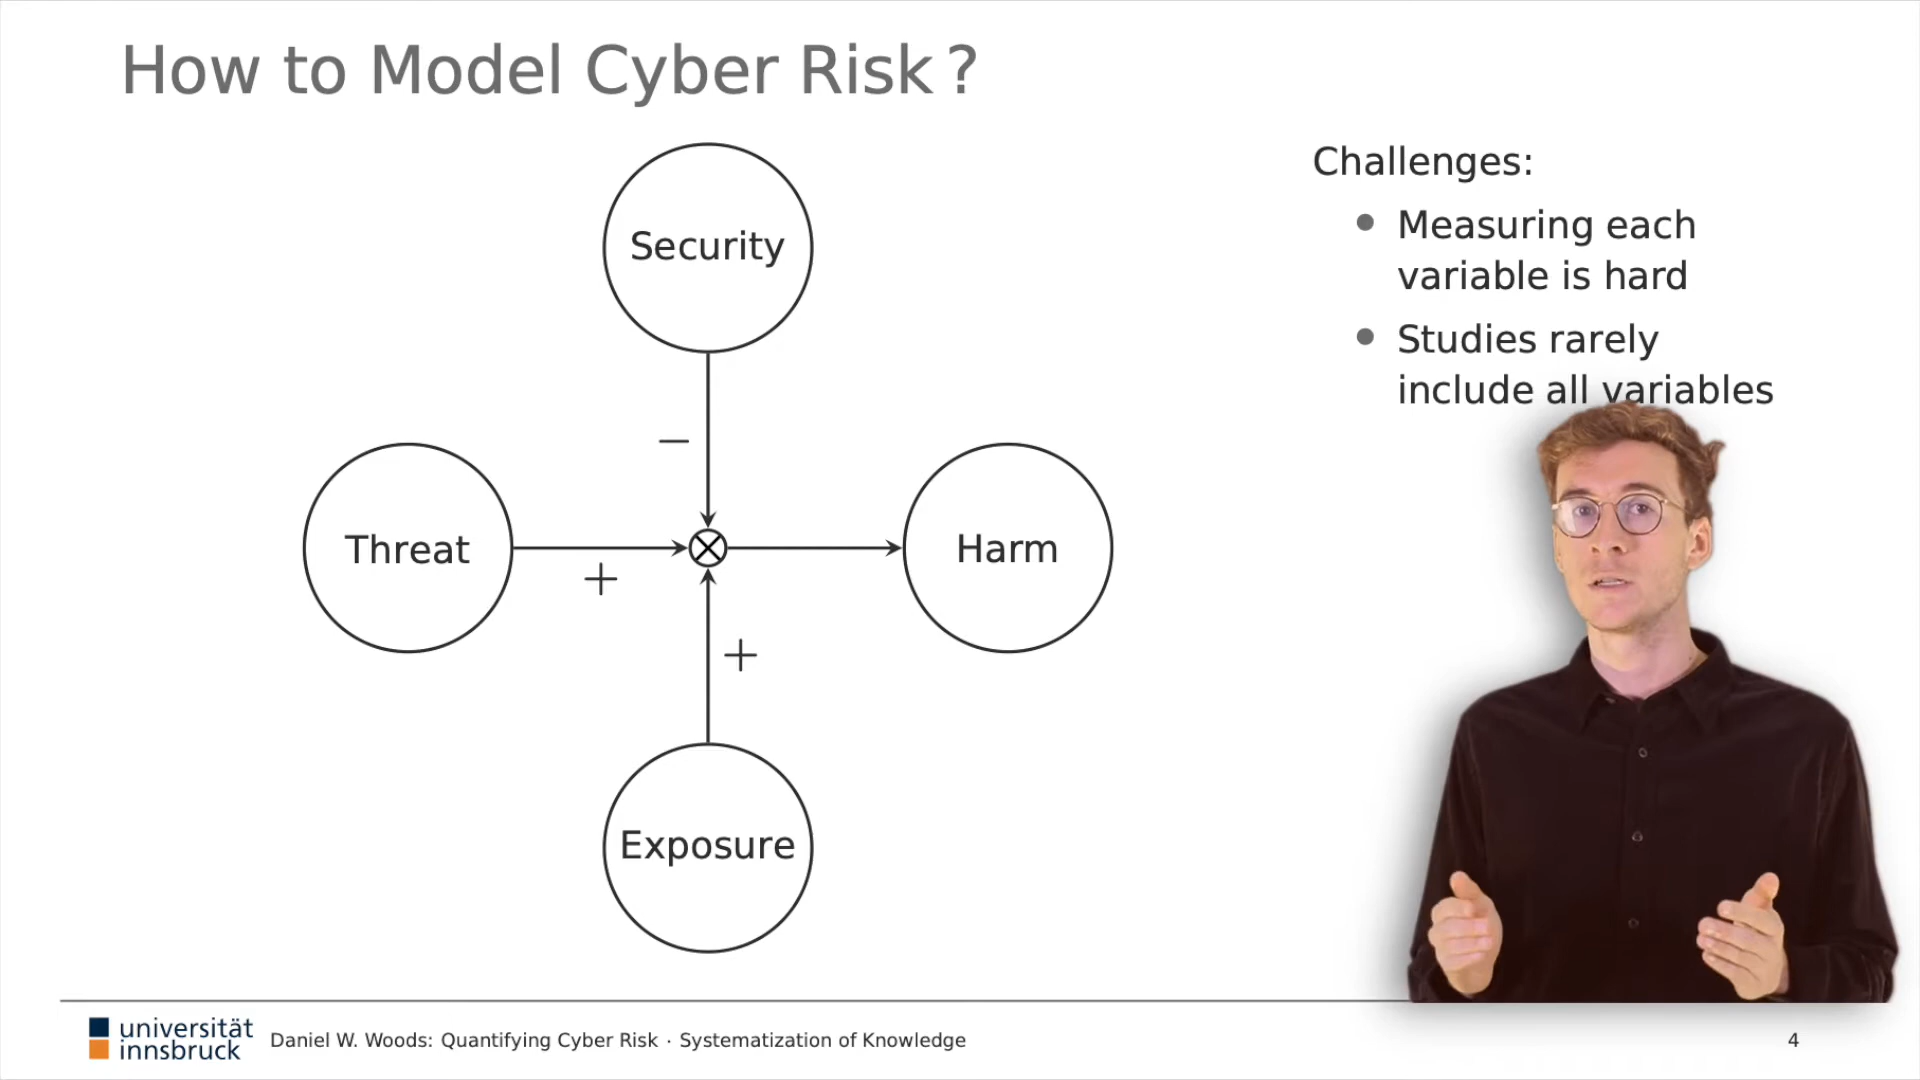 How to Model Cyber Risk ?
Security
Challenges:
• Measuring each
variable is hard
• Studies rarely
include all variables
−
Threat
+
Harm
+
Exposure
universität
innsbruck
Daniel W. Woods: Quantifying Cyber Risk · Systematization of Knowledge
4